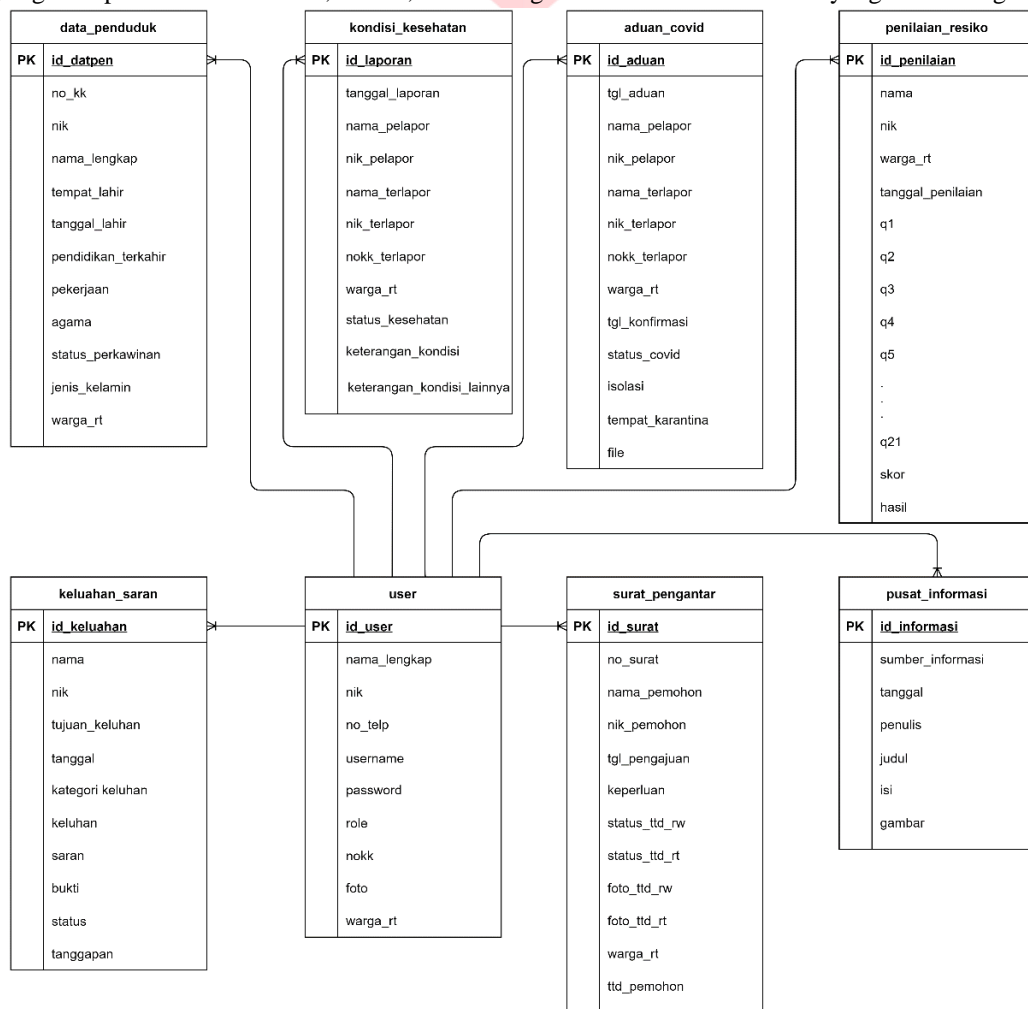 yang
data_penduduk
PK id_datpen
no_kk
nik
nama_lengkap
tempat_lahir
tanggal_lahir
pendidikan_terkahir
pekerjaan
agama
status_perkawinan
jenis_kelamin
warga_rt
kondisi_kesehatan
PK id_laporan
tanggal_laporan
nama_pelapor
nik_pelapor
nama_terlapor
nik_terlapor
nokk_terlapor
warga_rt
status_kesehatan
keterangan_kondisi
keterangan_kondisi_lainnya
aduan_covid
PK id_aduan
tgl_aduan
nama_pelapor
nik_pelapor
nama_terlapor
nik_terlapor
nokk_terlapor
warga_rt
tgl_konfirmasi
status_covid
isolasi
tempat_karantina
file
penilaian_resiko
PK id_penilaian
nama
nik
warga_rt
tanggal_penilaian
q1
q2
q3
q4
q5
.
.
.
q21
skor
hasil
keluahan_saran
PK id_keluahan
nama
nik
tujuan_keluhan
tanggal
kategori keluhan
keluhan
saran
bukti
status
tanggapan
user
PK id_user
nama_lengkap
nik
no_telp
username
password
role
nokk
foto
warga_rt
surat_pengantar
PK id_surat
no_surat
nama_pemohon
nik_pemohon
tgl_pengajuan
keperluan
status_ttd_rw
status_ttd_rt
foto_ttd_rw
foto_ttd_rt
warga_rt
ttd_pemohon
pusat_informasi
PK id_informasi
sumber_informasi
tanggal
penulis
judul
isi
gambar